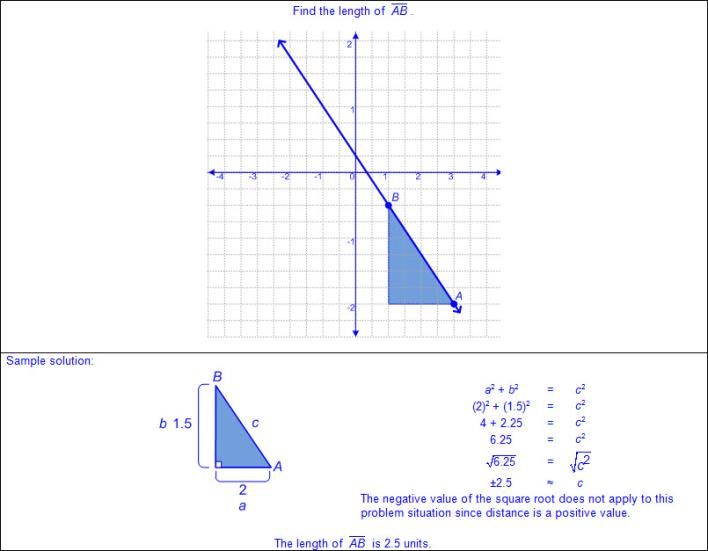 Find the length of A̅B̅ .
2
1
-4 -3 -2 -1 0 1 2 3 4
B
-1
A
-2
Sample solution:
B
b 1.5 c
A
2
a
a² + b² = c²
(2)² + (1.5)² = c²
4 + 2.25 = c²
6.25 = c²
√6.25 = √c²
±2.5 ≈ c
The negative value of the square root does not apply to this
problem situation since distance is a positive value.
The length of A̅B̅ is 2.5 units.